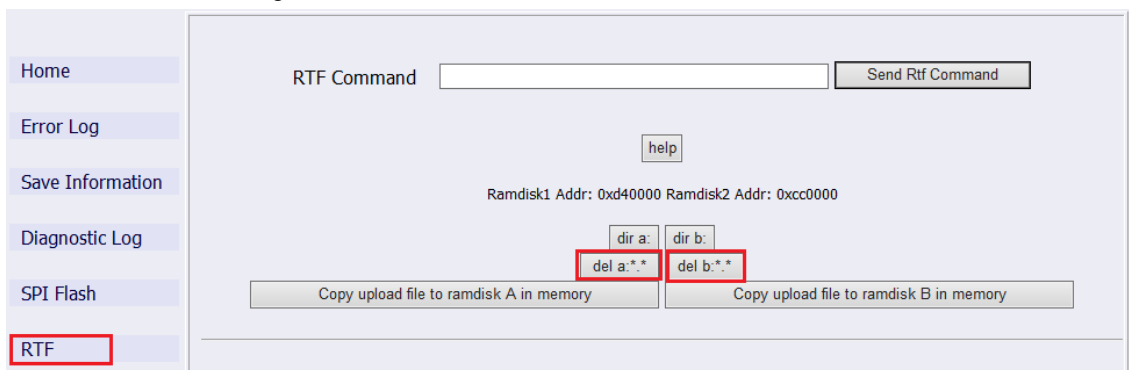 Home
Error Log
Save Information
Diagnostic Log
SPI Flash
RTF
RTF Command Send Rtf Command
help
Ramdisk1 Addr: 0xd40000 Ramdisk2 Addr: 0xcc0000
dir a: dir b:
del a:*.* del b:*.*
Copy upload file to ramdisk A in memory Copy upload file to ramdisk B in memory